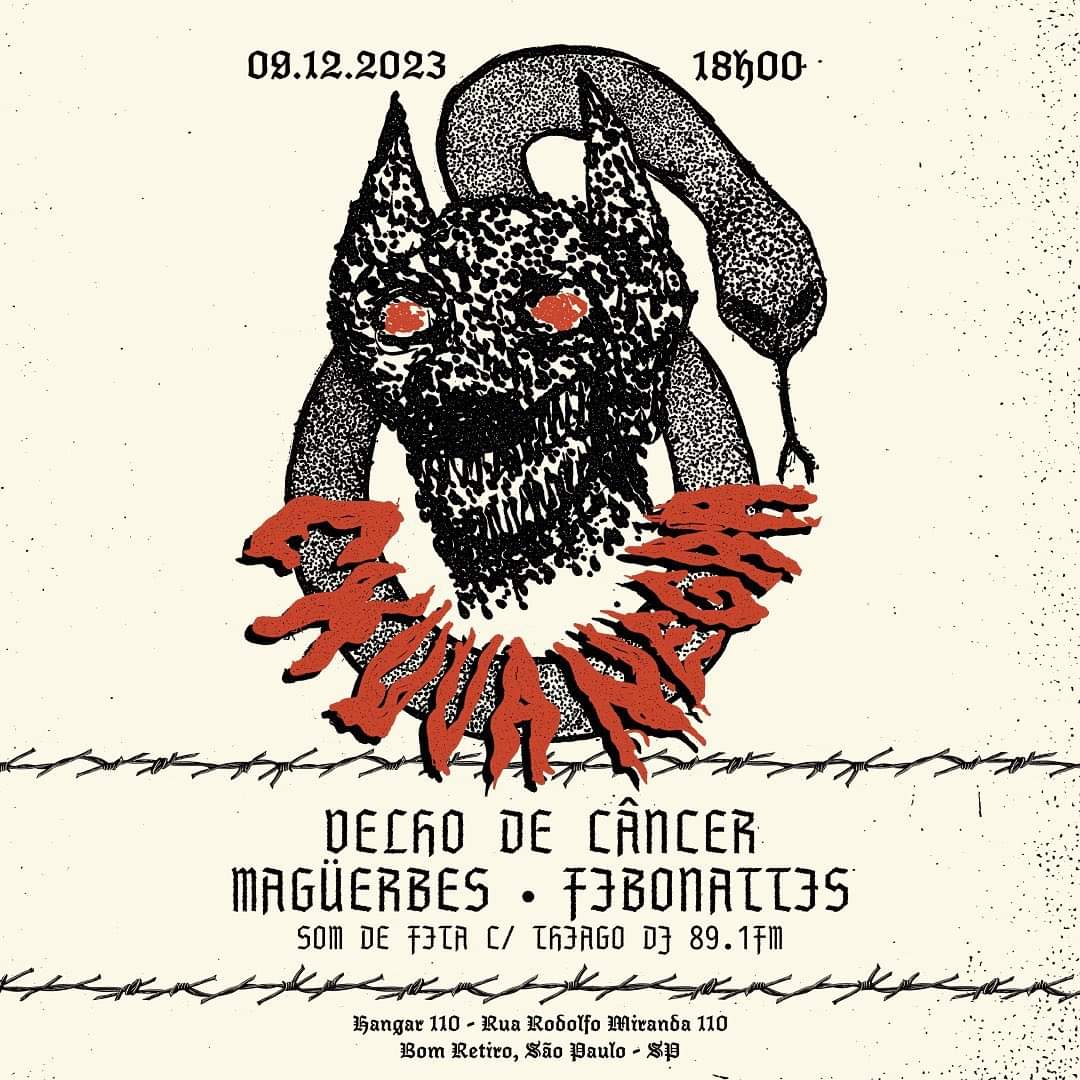 09.12.2023
18h00
CHUVA NEGRA
VELHO DE CÂNCER
MAGÜERBES • FIBONATTIS
SOM DE FITA C/ THIAGO DJ 89.1FM
Hangar 110 - Rua Rodolfo Miranda 110
Bom Retiro, São Paulo - SP